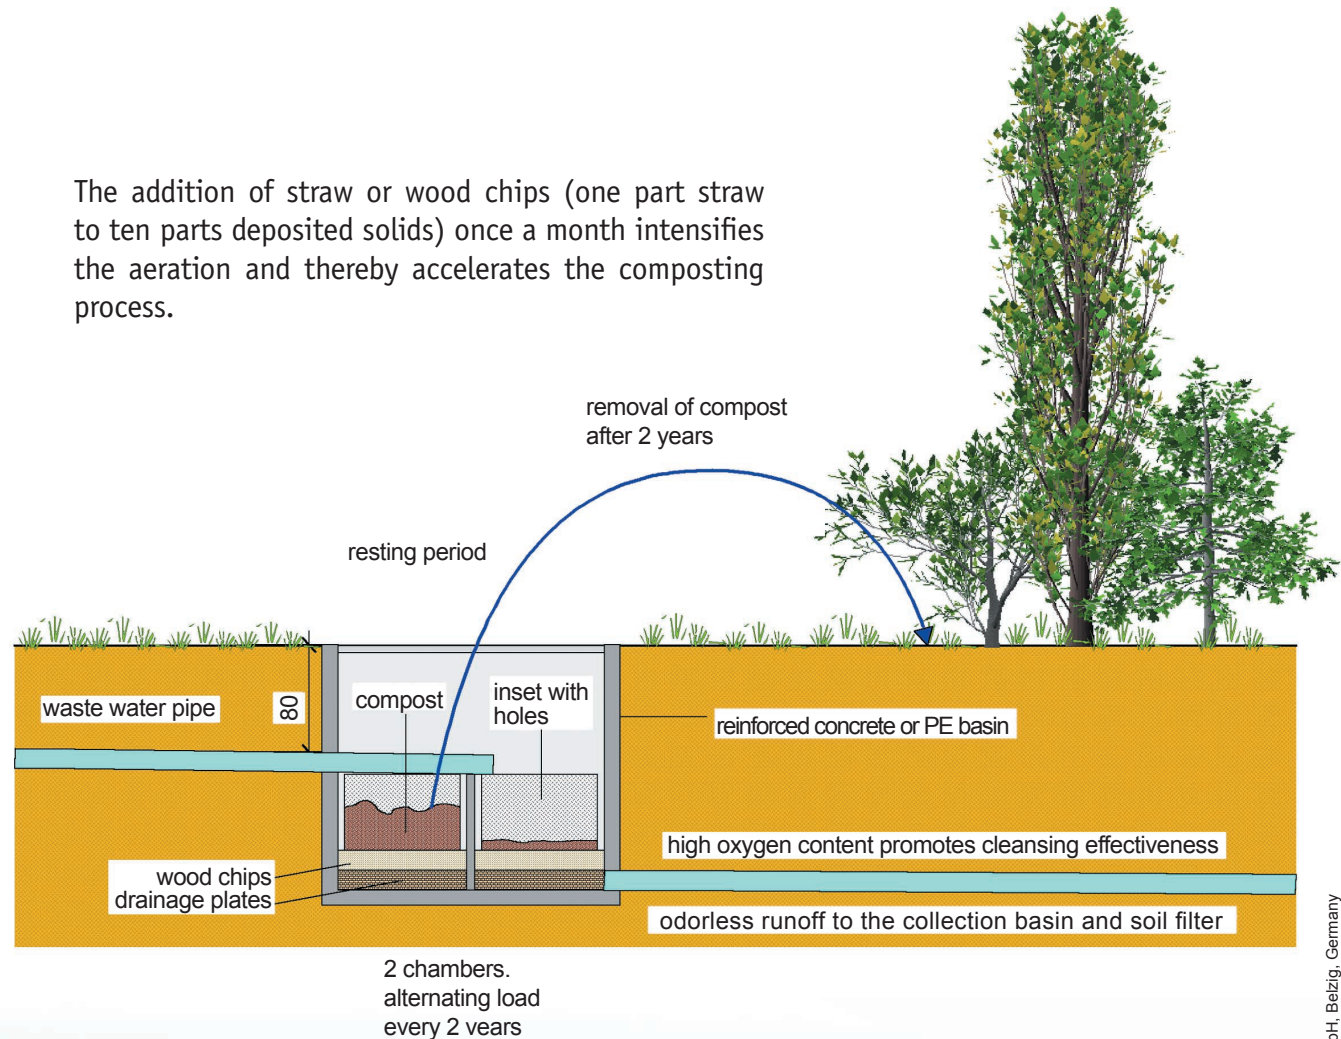 The addition of straw or wood chips (one part straw
to ten parts deposited solids) once a month intensifies
the aeration and thereby accelerates the composting
process.
removal of compost
after 2 years
resting period
waste water pipe
80
compost
inset with
holes
reinforced concrete or PE basin
high oxygen content promotes cleansing effectiveness
wood chips
drainage plates
odorless runoff to the collection basin and soil filter
2 chambers.
alternating load
every 2 years
Belzig, Germany